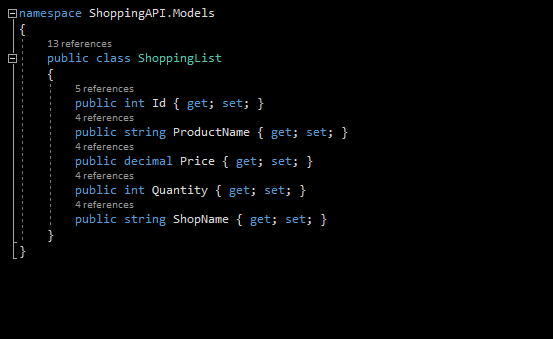 namespace ShoppingAPI.Models
{
13 references
public class ShoppingList
{
5 references
public int Id { get; set; }
4 references
public string ProductName { get; set; }
4 references
public decimal Price { get; set; }
4 references
public int Quantity { get; set; }
4 references
public string ShopName { get; set; }
}
}